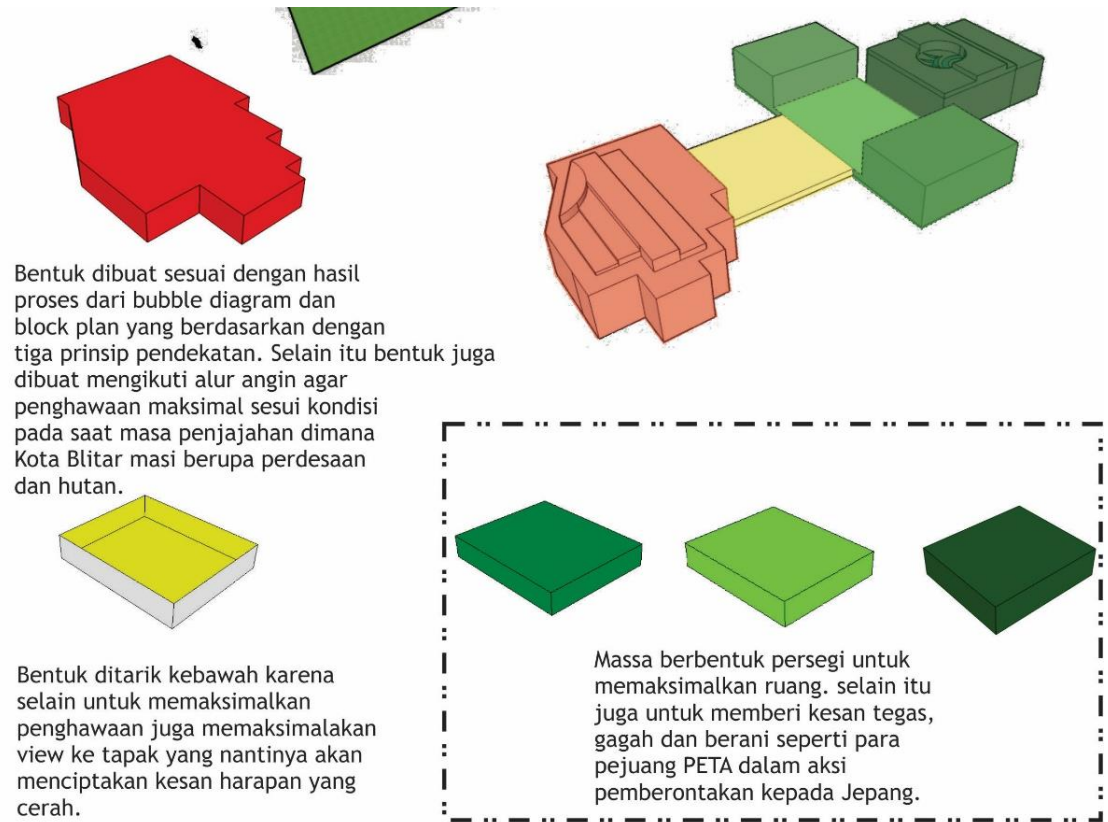 Bentuk dibuat sesuai dengan hasil
proses dari bubble diagram dan
block plan yang berdasarkan dengan
tiga prinsip pendekatan. Selain itu bentuk juga
dibuat mengikuti alur angin agar
penghawaan maksimal sesui kondisi
pada saat masa penjajahan dimana
Kota Blitar masi berupa perdesaan
dan hutan.
Bentuk ditarik kebawah karena
selain untuk memaksimalkan
penghawaan juga memaksimalakan
view ke tapak yang nantinya akan
menciptakan kesan harapan yang
cerah.
Massa berbentuk persegi untuk
memaksimalkan ruang. selain itu
juga untuk memberi kesan tegas,
gagah dan berani seperti para
pejuang PETA dalam aksi
pemberontakan kepada Jepang.